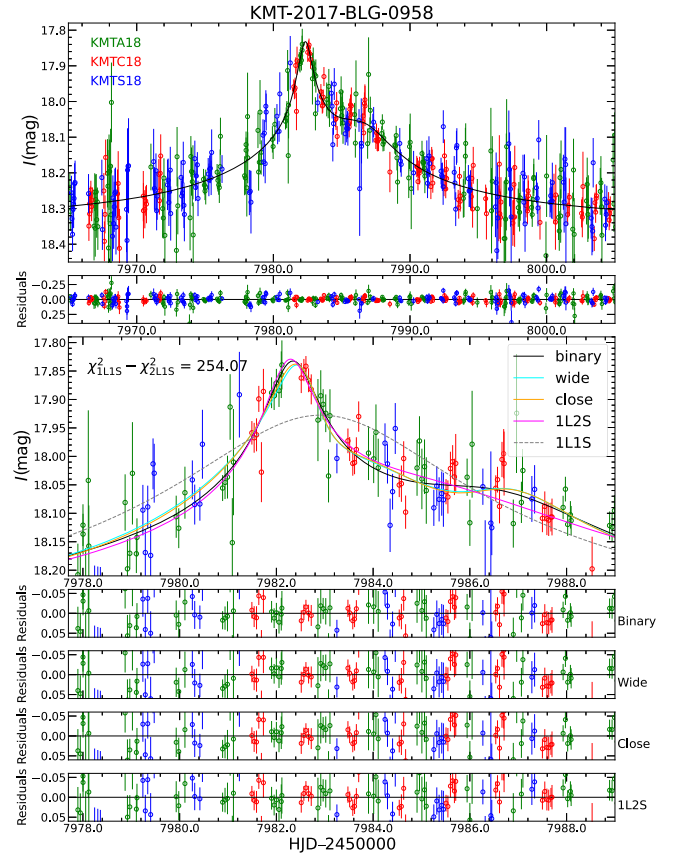 KMT-2017-BLG-0958
17.8
17.9
18.0
18.1
18.2
18.3
18.4
I(mag)
KMTA18
KMTC18
KMTS18
7970.0 7980.0 7990.0 8000.0
Residuals
−0.25
0.00
0.25
7970.0 7980.0 7990.0 8000.0
17.80
17.85
17.90
17.95
18.00
18.05
18.10
18.15
18.20
I(mag)
χ²1L1S − χ²2L1S = 254.07
binary
wide
close
1L2S
1L1S
7978.0 7980.0 7982.0 7984.0 7986.0 7988.0
Residuals
−0.05
0.00
0.05
Binary
Residuals
−0.05
0.00
0.05
Wide
Residuals
−0.05
0.00
0.05
Close
Residuals
−0.05
0.00
0.05
1L2S
7978.0 7980.0 7982.0 7984.0 7986.0 7988.0
HJD−2450000